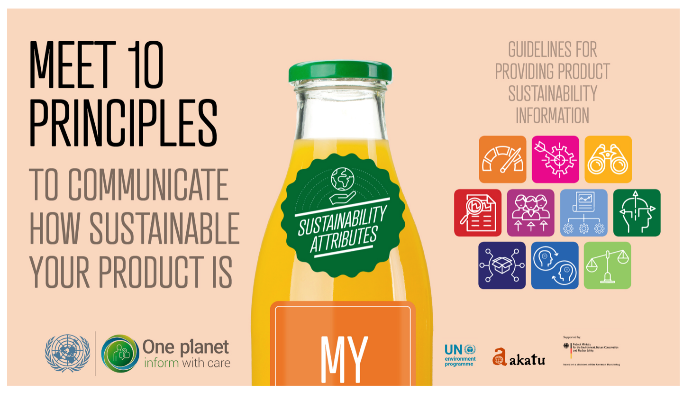 MEET 10
PRINCIPLES
TO COMMUNICATE
HOW SUSTAINABLE
YOUR PRODUCT IS
One planet
inform with care
SUSTAINABILITY
ATTRIBUTES
MY
GUIDELINES FOR
PROVIDING PRODUCT
SUSTAINABILITY
INFORMATION
UN
environment
programme
akatu
Supported by: